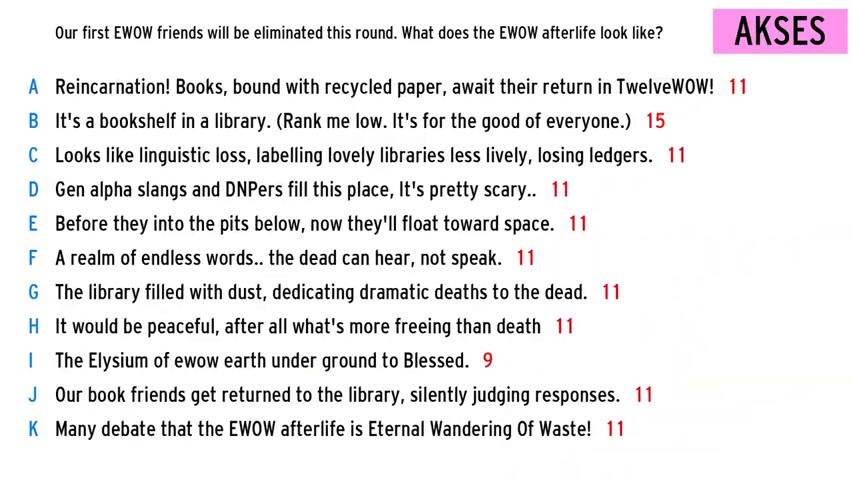 Our first EWOW friends will be eliminated this round. What does the EWOW afterlife look like?
AKSES
A Reincarnation! Books, bound with recycled paper, await their return in TwelveWOW! 11
B It's a bookshelf in a library. (Rank me low. It's for the good of everyone.) 15
C Looks like linguistic loss, labelling lovely libraries less lively, losing ledgers. 11
D Gen alpha slangs and DNPers fill this place, It's pretty scary.. 11
E Before they into the pits below, now they'll float toward space. 11
F A realm of endless words.. the dead can hear, not speak. 11
G The library filled with dust, dedicating dramatic deaths to the dead. 11
H It would be peaceful, after all what's more freeing than death 11
I The Elysium of ewow earth under ground to Blessed. 9
J Our book friends get returned to the library, silently judging responses. 11
K Many debate that the EWOW afterlife is Eternal Wandering Of Waste! 11